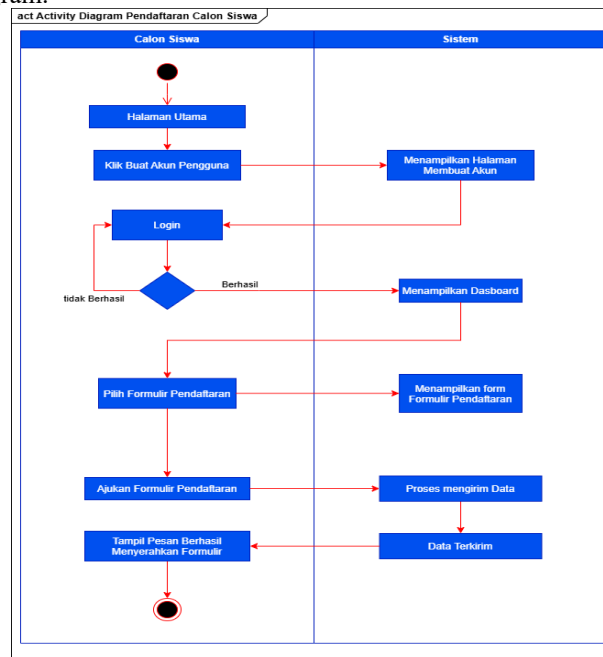 act Activity Diagram Pendaftaran Calon Siswa
Calon Siswa
Sistem
Halaman Utama
Klik Buat Akun Pengguna
Menampilkan Halaman
Membuat Akun
Login
tidak Berhasil
Berhasil
Menampilkan Dasboard
Pilih Formulir Pendaftaran
Menampilkan form
Formulir Pendaftaran
Ajukan Formulir Pendaftaran
Proses mengirim Data
Tampil Pesan Berhasil
Menyerahkan Formulir
Data Terkirim